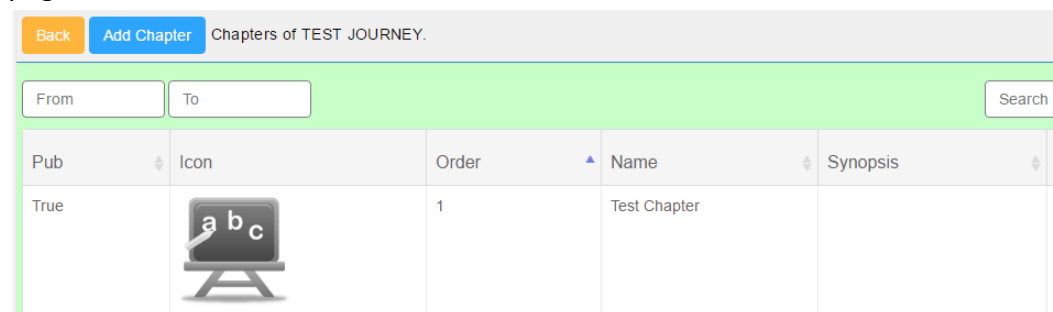 Back Add Chapter Chapters of TEST JOURNEY.
From To Search
Pub Icon Order Name Synopsis
True a b c 1 Test Chapter